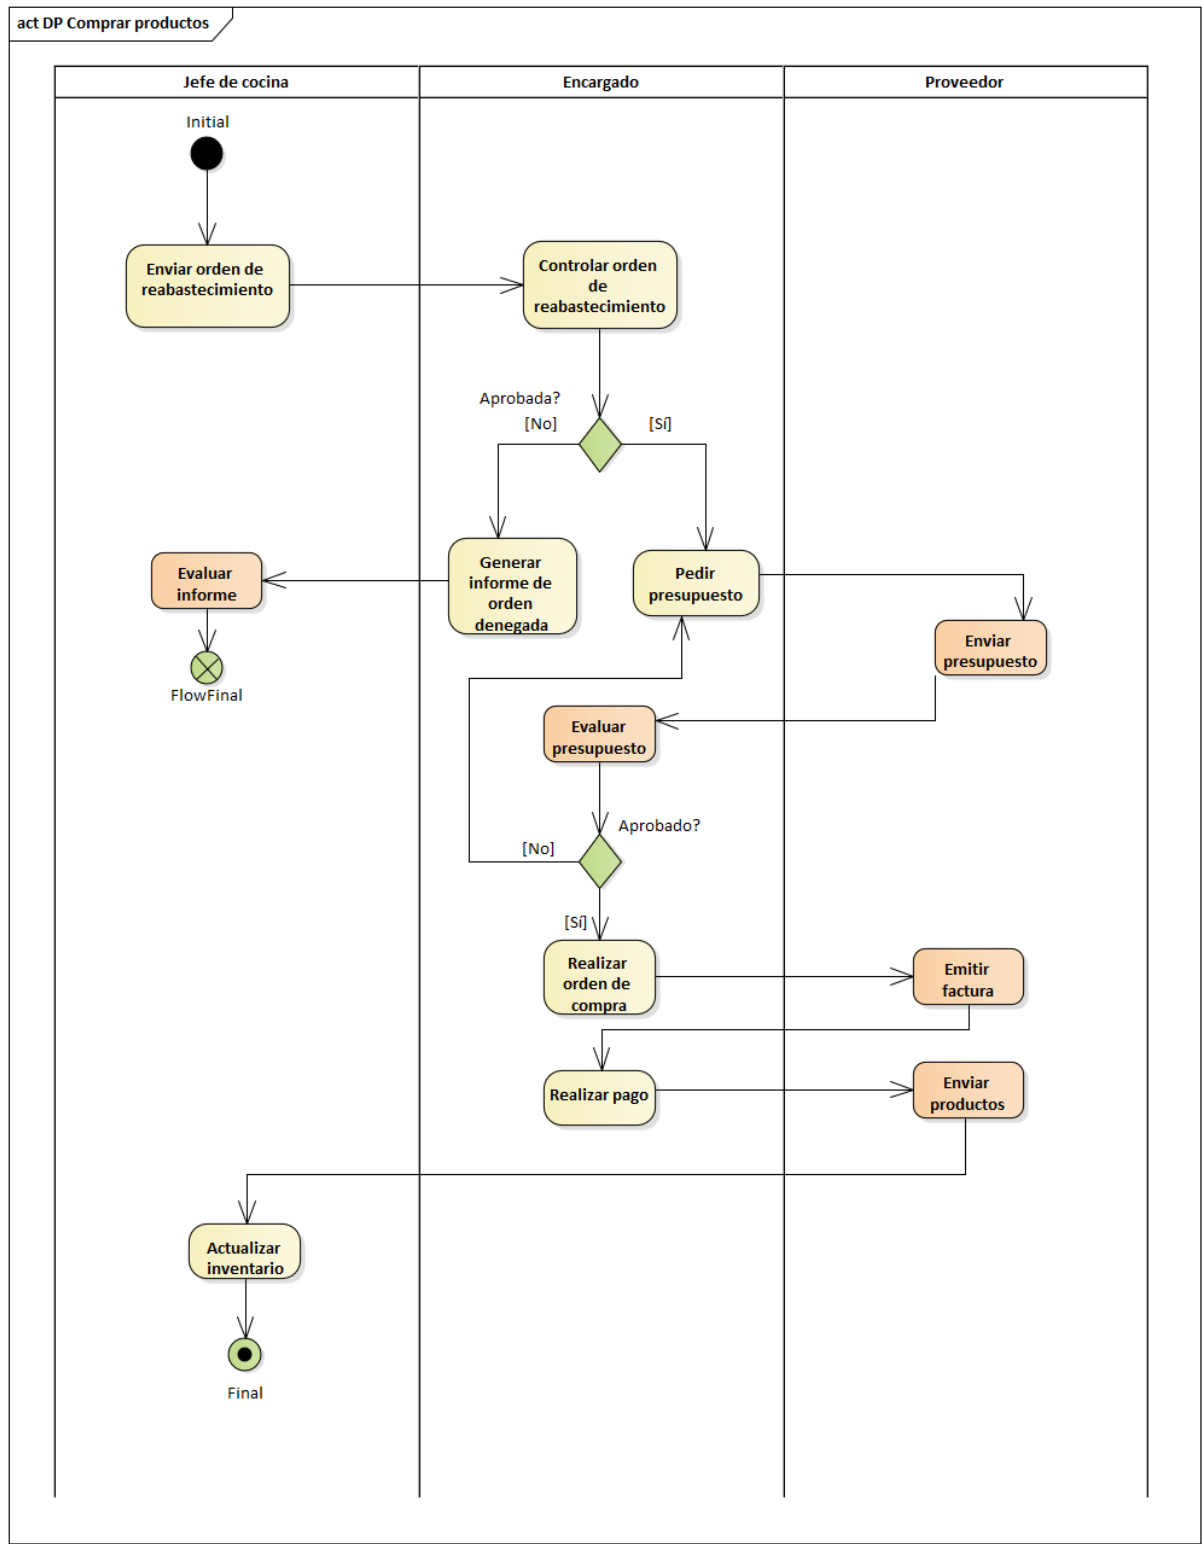 act DP Comprar productos
Jefe de cocina
Encargado
Proveedor
Initial
Enviar orden de
reabastecimiento
Controlar orden
de
reabastecimiento
Aprobada?
[No]
[Sí]
Evaluar
informe
Generar
informe de
orden
denegada
Pedir
presupuesto
Enviar
presupuesto
FlowFinal
Evaluar
presupuesto
Aprobado?
[No]
[Sí]
Realizar
orden de
compra
Emitir
factura
Realizar pago
Enviar
productos
Actualizar
inventario
Final